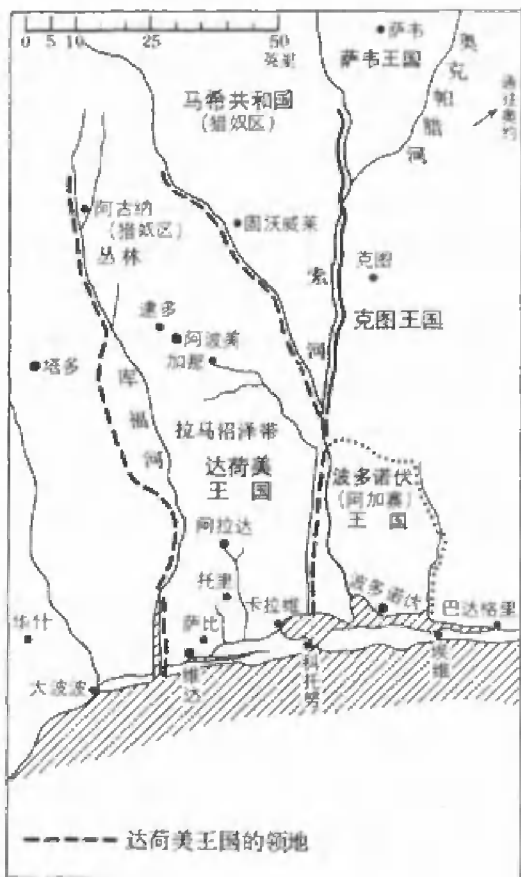 0 5 10 25 50
英里
萨韦
萨韦王国
奥克帕腊河
马希共和国
(猎奴区)
阿古纳
(猎奴区)
丛林
固沃威莱
索河
克图
克图王国
逮多
阿波美
加那
塔多
库福河
拉马沼泽带
达荷美
王国
波多诺伏
(阿加塞)
王国
阿拉达
托里
卡拉维
波多诺伏
巴达格里
华什
萨比
维达
科托努
埃维
大波波
达荷美王国的领地